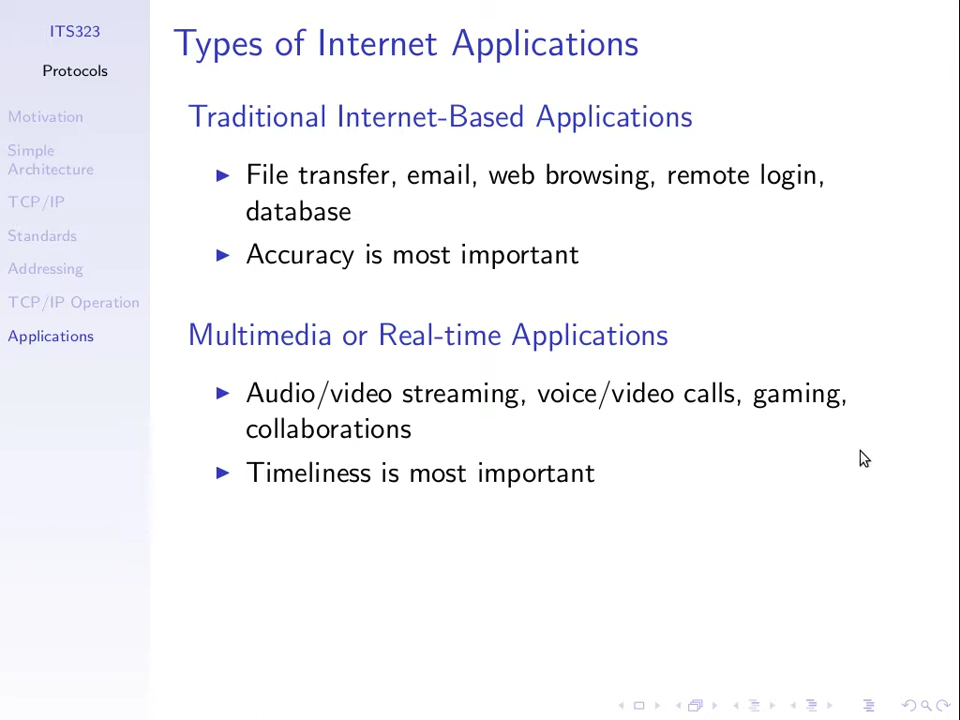 ITS323
Protocols
Motivation
Simple
Architecture
TCP/IP
Standards
Addressing
TCP/IP Operation
Applications
Types of Internet Applications
Traditional Internet-Based Applications
File transfer, email, web browsing, remote login,
database
Accuracy is most important
Multimedia or Real-time Applications
Audio/video streaming, voice/video calls, gaming,
collaborations
Timeliness is most important